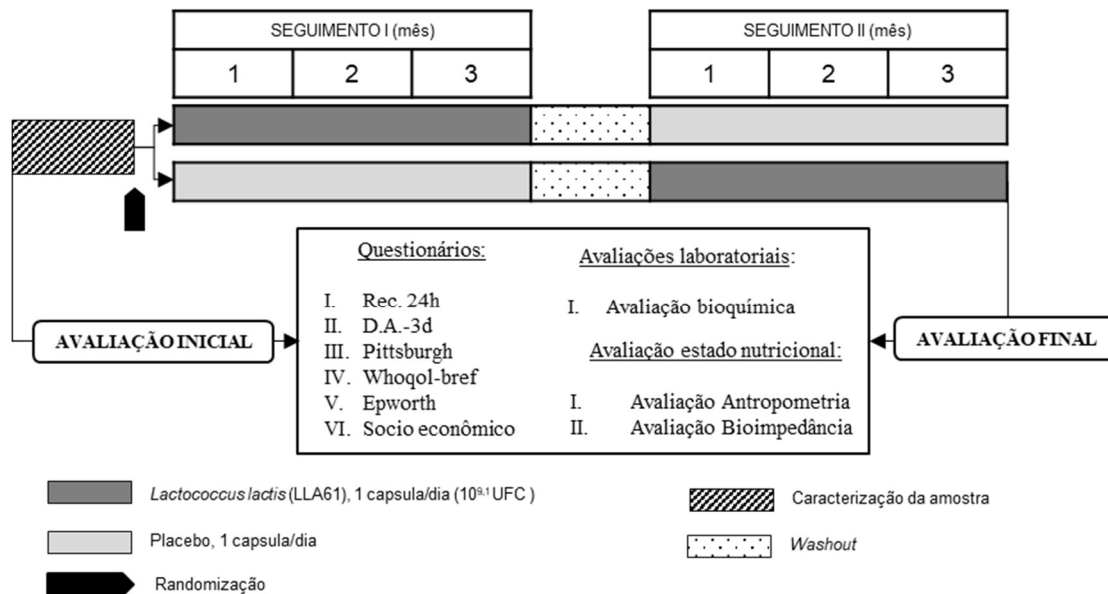 SEGUIMENTO I (mês)
SEGUIMENTO II (mês)
1 2 3
1 2 3
Questionários:
I. Rec. 24h
II. D.A.-3d
III. Pittsburgh
IV. Whoqol-bref
V. Epworth
VI. Socio econômico
Avaliações laboratoriais:
I. Avaliação bioquímica
Avaliação estado nutricional:
I. Avaliação Antropometria
II. Avaliação Bioimpedância
AVALIAÇÃO INICIAL
AVALIAÇÃO FINAL
Lactococcus lactis (LLA61), 1 capsula/dia (10⁹·¹ UFC )
Placebo, 1 capsula/dia
Randomização
Caracterização da amostra
Washout